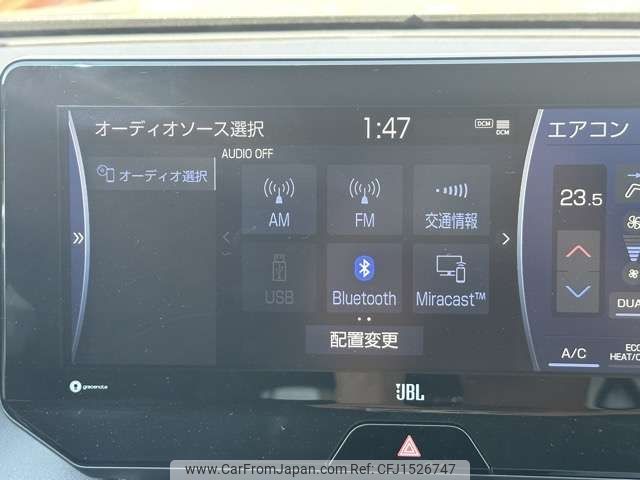 オーディオソース選択
1:47
DCM
DCM
エアコン
AUDIO OFF
オーディオ選択
AM
FM
交通情報
23.5
USB
Bluetooth
Miracast™
DUA
配置変更
A/C
ECO
HEAT/C
gracenote
JBL
www.CarFromJapan.com - CFJ1526747